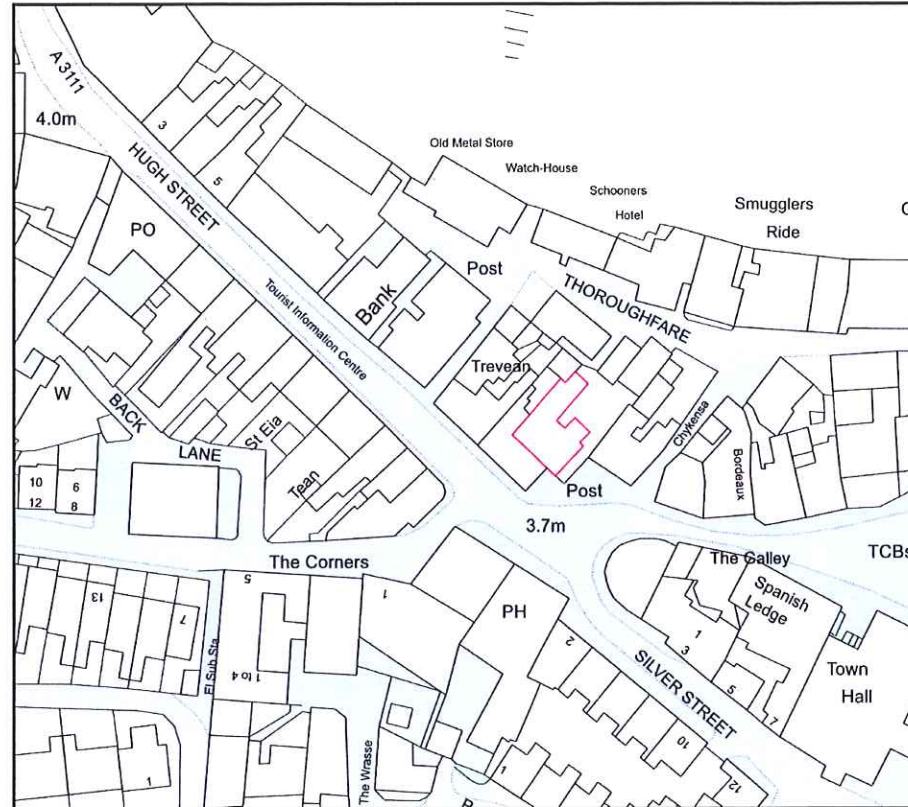 A 3111
4.0m
3
HUGH STREET
5
Old Metal Store
Watch-House
Schooners
Hotel
Smugglers
Ride
PO
Post
THOROUGHFARE
Tourist Information Centre
Bank
Trevean
W
BACK
LANE
St Ela
Tean
Chykensa
Bordeaux
10
6
12
8
Post
3.7m
The Corners
The Galley
TCBs
Spanish
Ledge
13
7
5
1
PH
2
1
3
5
7
Town
Hall
SILVER STREET
El Sub Sta
1 to 4
10
12
1
The Wrasse
1